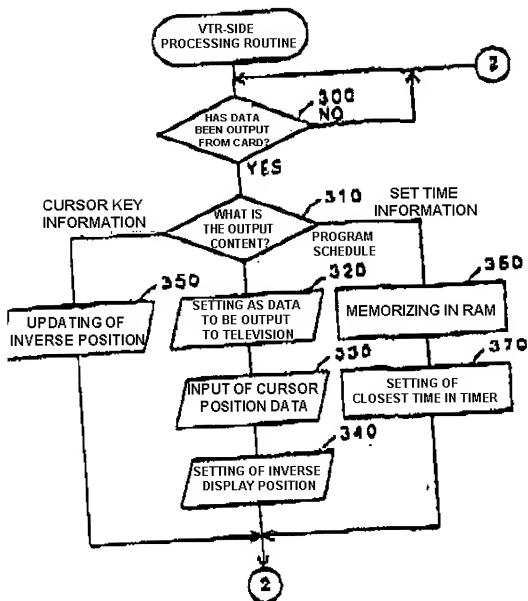 VTR-SIDE
PROCESSING ROUTINE
2
300
NO
HAS DATA
BEEN OUTPUT
FROM CARD?
YES
CURSOR KEY
INFORMATION
310
WHAT IS
THE OUTPUT
CONTENT?
SET TIME
INFORMATION
PROGRAM
SCHEDULE
350
UPDATING OF
INVERSE POSITION
320
SETTING AS DATA
TO BE OUTPUT
TO TELEVISION
360
MEMORIZING IN RAM
330
INPUT OF CURSOR
POSITION DATA
370
SETTING OF
CLOSEST TIME IN TIMER
340
SETTING OF INVERSE
DISPLAY POSITION
2